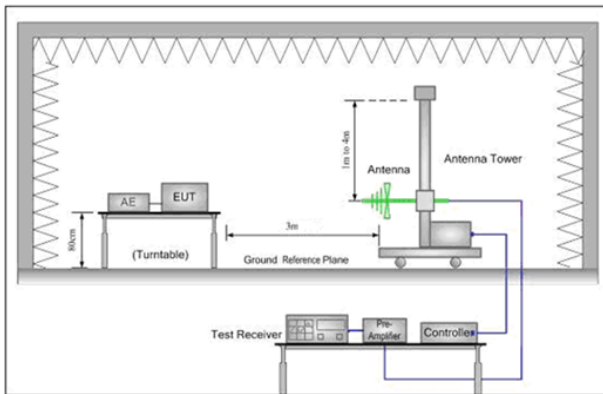 1m to 4m
Antenna
Antenna Tower
AE
EUT
80cm
(Turntable)
3m
Ground Reference Plane
Test Receiver
Pre-
Amplifier
Controller